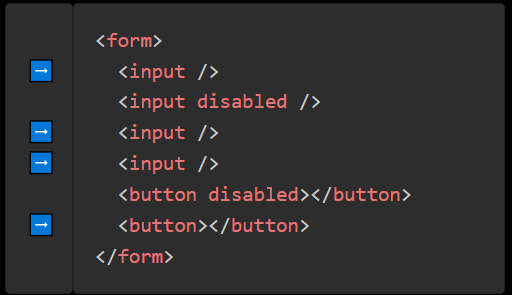 <form>
→ <input />
<input disabled />
→ <input />
→ <input />
<button disabled></button>
→ <button></button>
</form>